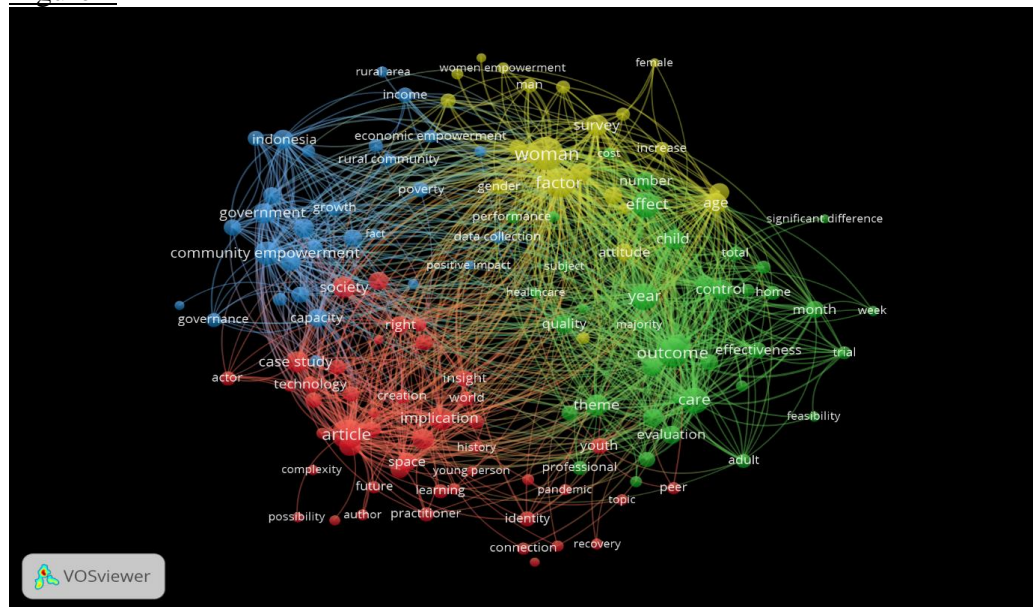 female
women empowerment
rural area
man
income
survey
indonesia
economic empowerment
increase
woman
cost
rural community
number
factor
gender
poverty
age
effect
growth
government
performance
significant difference
fact
data collection
child
community empowerment
attitude
total
positive impact
subject
society
control
home
healthcare
year
month
week
governance
capacity
right
quality
majority
outcome
effectiveness
trial
case study
actor
insight
technology
creation
world
care
theme
feasibility
implication
article
evaluation
history
youth
space
adult
complexity
young person
professional
future
learning
pandemic
peer
topic
possibility
author
practitioner
identity
connection
recovery
VOSviewer